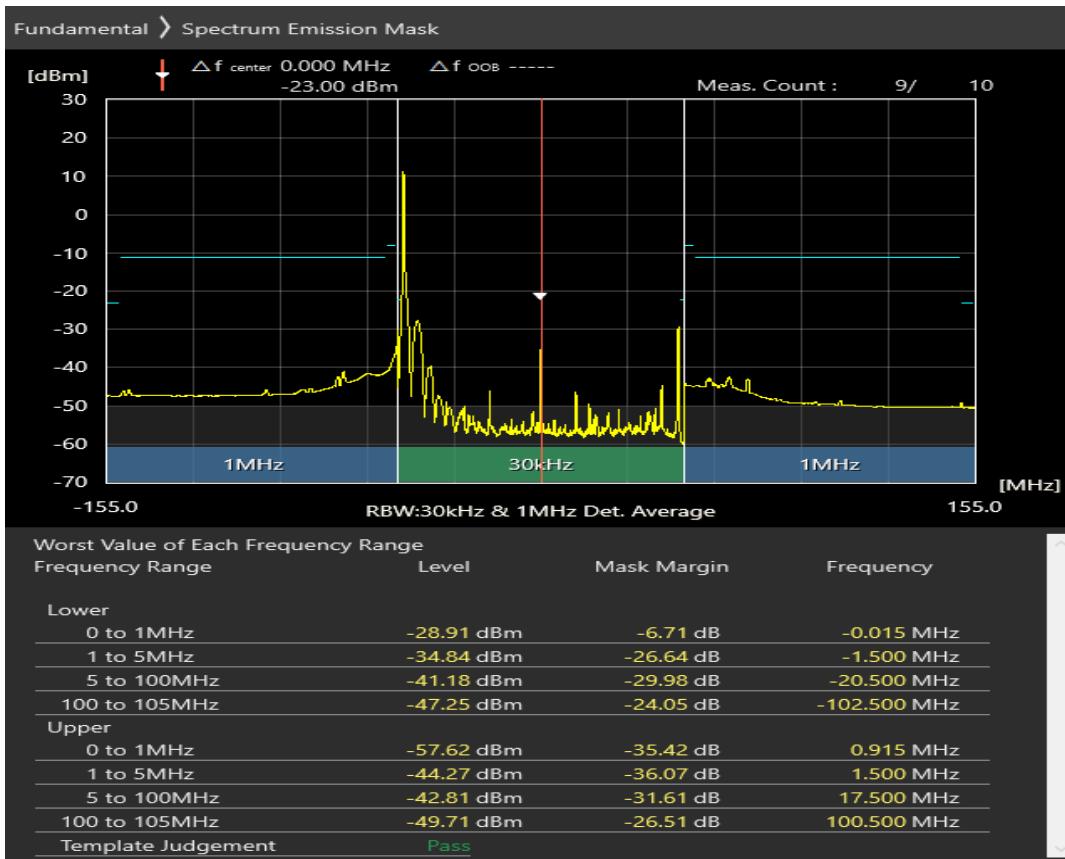 Fundamental ❭ Spectrum Emission Mask
[dBm] Δf center 0.000 MHz Δf OOB -----
-23.00 dBm Meas. Count : 9/ 10
30
20
10
0
-10
-20
-30
-40
-50
-60
1MHz 30kHz 1MHz
-70
[MHz]
-155.0 RBW:30kHz & 1MHz Det. Average 155.0
Worst Value of Each Frequency Range
Frequency Range Level Mask Margin Frequency
Lower
0 to 1MHz -28.91 dBm -6.71 dB -0.015 MHz
1 to 5MHz -34.84 dBm -26.64 dB -1.500 MHz
5 to 100MHz -41.18 dBm -29.98 dB -20.500 MHz
100 to 105MHz -47.25 dBm -24.05 dB -102.500 MHz
Upper
0 to 1MHz -57.62 dBm -35.42 dB 0.915 MHz
1 to 5MHz -44.27 dBm -36.07 dB 1.500 MHz
5 to 100MHz -42.81 dBm -31.61 dB 17.500 MHz
100 to 105MHz -49.71 dBm -26.51 dB 100.500 MHz
Template Judgement Pass